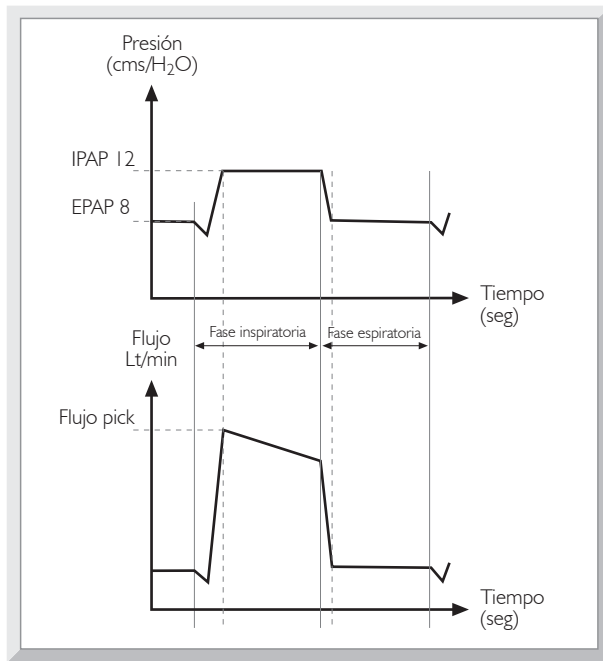 Presión
(cms/H₂O)
IPAP 12
EPAP 8
Tiempo
(seg)
Fase inspiratoria
Fase espiratoria
Flujo
Lt/min
Flujo pick
Tiempo
(seg)